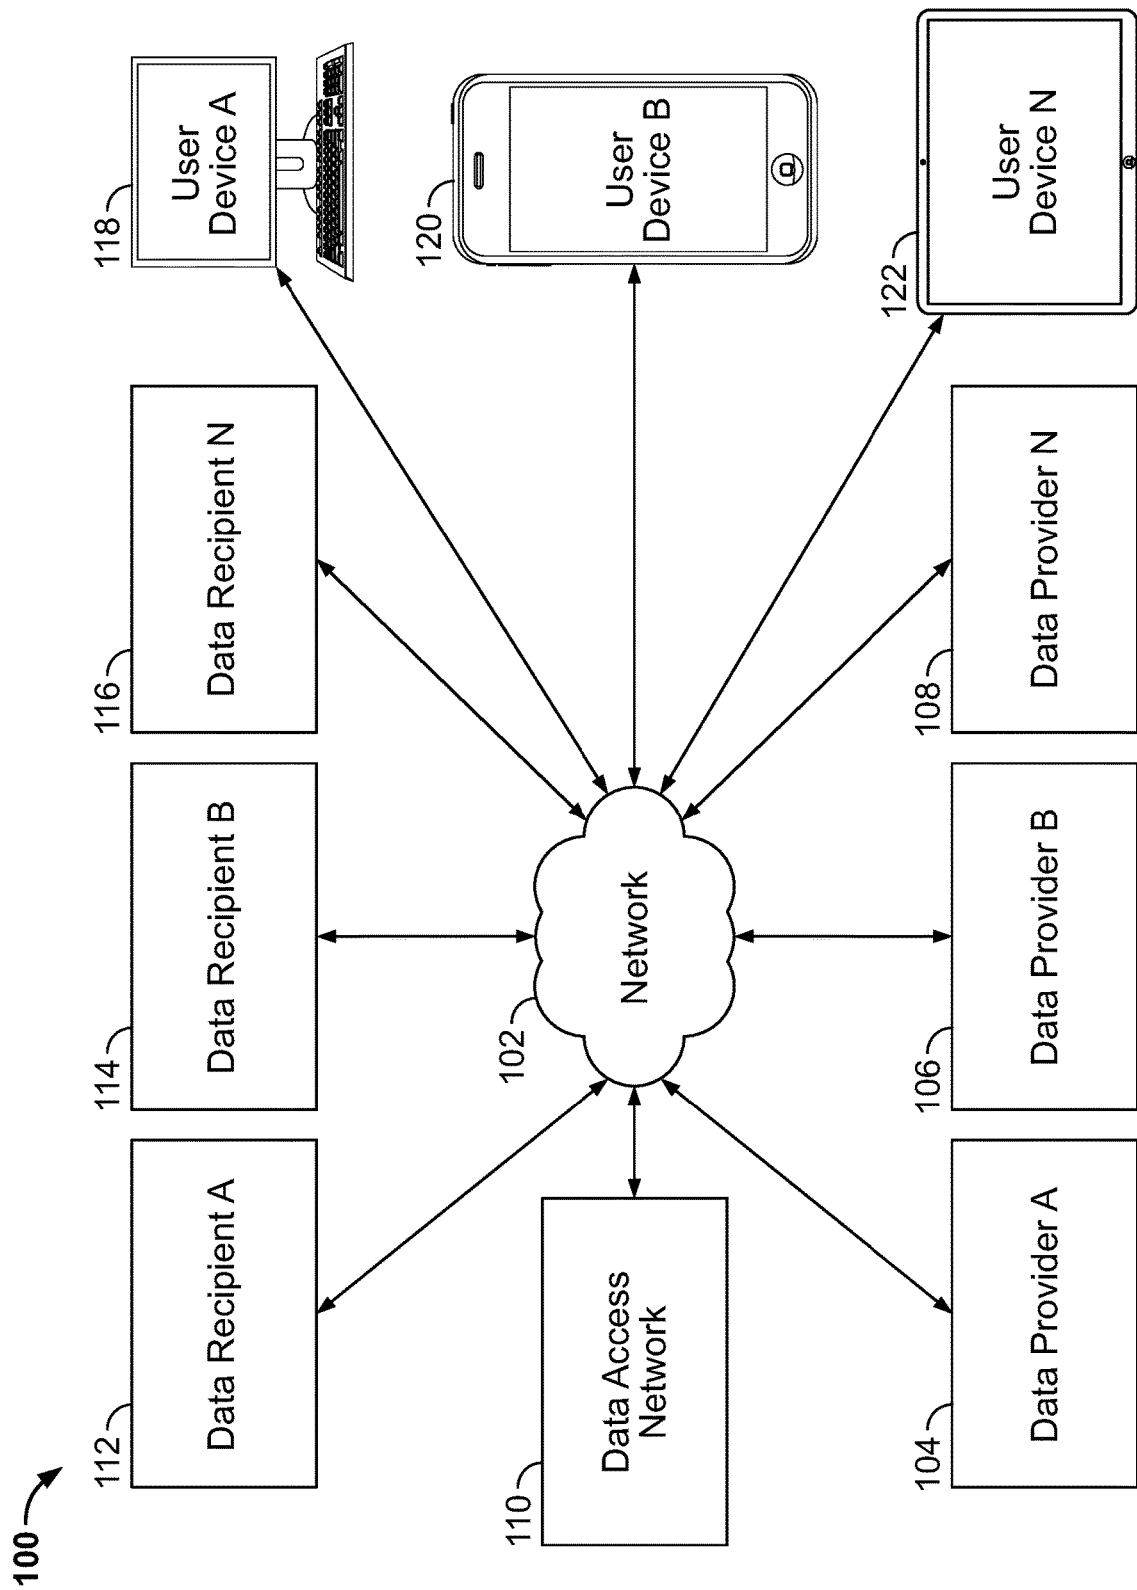 100
112
Data Recipient A
114
Data Recipient B
116
Data Recipient N
118
User
Device A
110
Data Access
Network
102
Network
120
User
Device B
104
Data Provider A
106
Data Provider B
108
Data Provider N
122
User
Device N